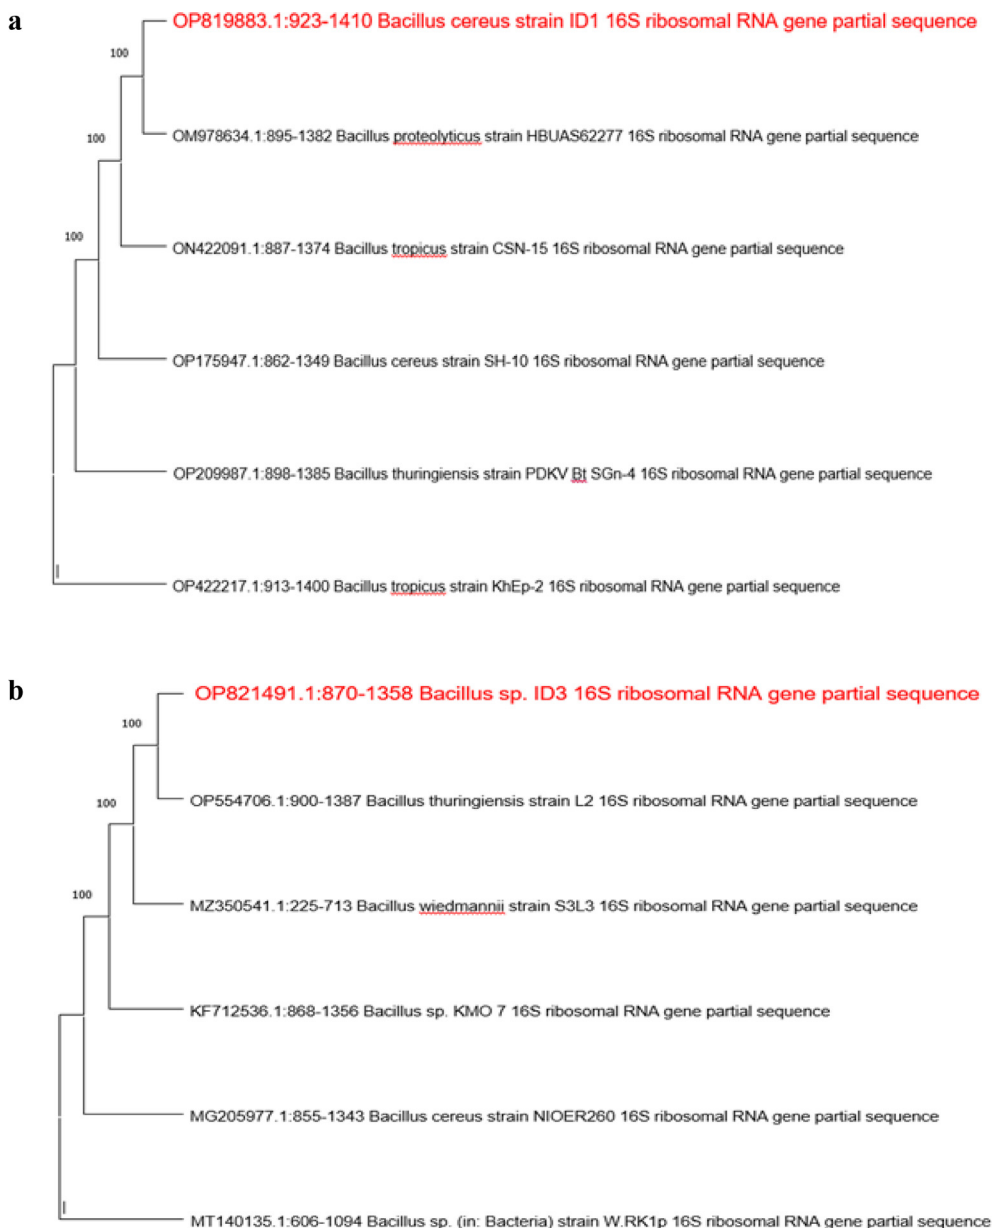 a
OP819883.1:923-1410 Bacillus cereus strain ID1 16S ribosomal RNA gene partial sequence
100
OM978634.1:895-1382 Bacillus proteolyticus strain HBUAS62277 16S ribosomal RNA gene partial sequence
100
ON422091.1:887-1374 Bacillus tropicus strain CSN-15 16S ribosomal RNA gene partial sequence
100
OP175947.1:862-1349 Bacillus cereus strain SH-10 16S ribosomal RNA gene partial sequence
OP209987.1:898-1385 Bacillus thuringiensis strain PDKV Bt SGn-4 16S ribosomal RNA gene partial sequence
OP422217.1:913-1400 Bacillus tropicus strain KhEp-2 16S ribosomal RNA gene partial sequence
b
OP821491.1:870-1358 Bacillus sp. ID3 16S ribosomal RNA gene partial sequence
100
OP554706.1:900-1387 Bacillus thuringiensis strain L2 16S ribosomal RNA gene partial sequence
100
MZ350541.1:225-713 Bacillus wiedmannii strain S3L3 16S ribosomal RNA gene partial sequence
100
KF712536.1:868-1356 Bacillus sp. KMO 7 16S ribosomal RNA gene partial sequence
MG205977.1:855-1343 Bacillus cereus strain NIOER260 16S ribosomal RNA gene partial sequence
MT140135.1:606-1094 Bacillus sp. (in: Bacteria) strain W.RK1p 16S ribosomal RNA gene partial sequence